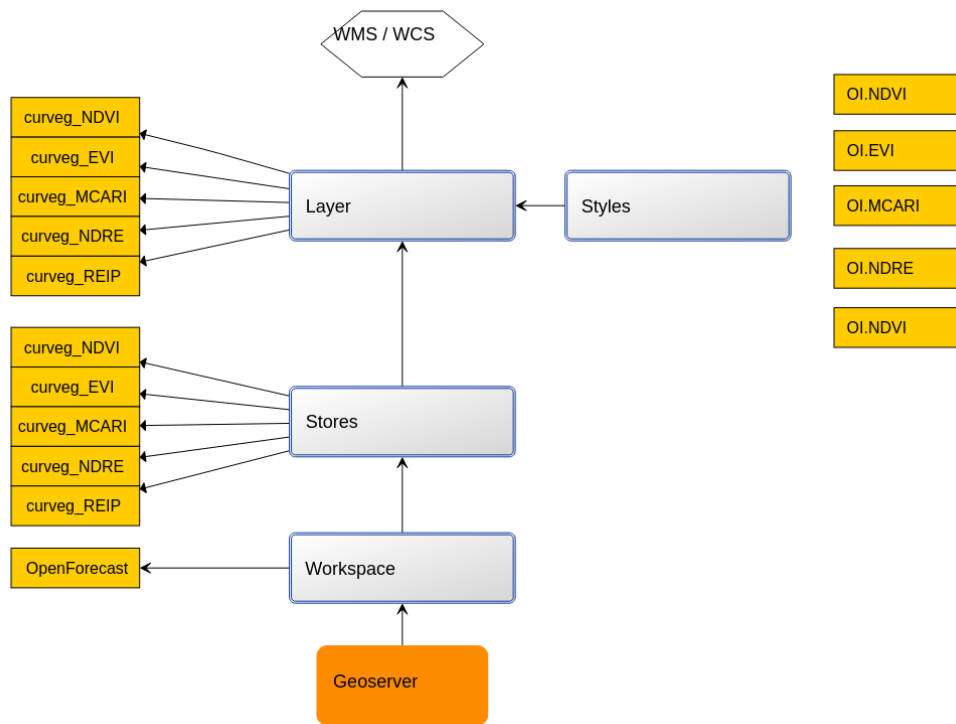 WMS / WCS
curveg_NDVI
curveg_EVI
curveg_MCARI
curveg_NDRE
curveg_REIP
Layer
Styles
OI.NDVI
OI.EVI
OI.MCARI
OI.NDRE
OI.NDVI
curveg_NDVI
curveg_EVI
curveg_MCARI
curveg_NDRE
curveg_REIP
Stores
OpenForecast
Workspace
Geoserver